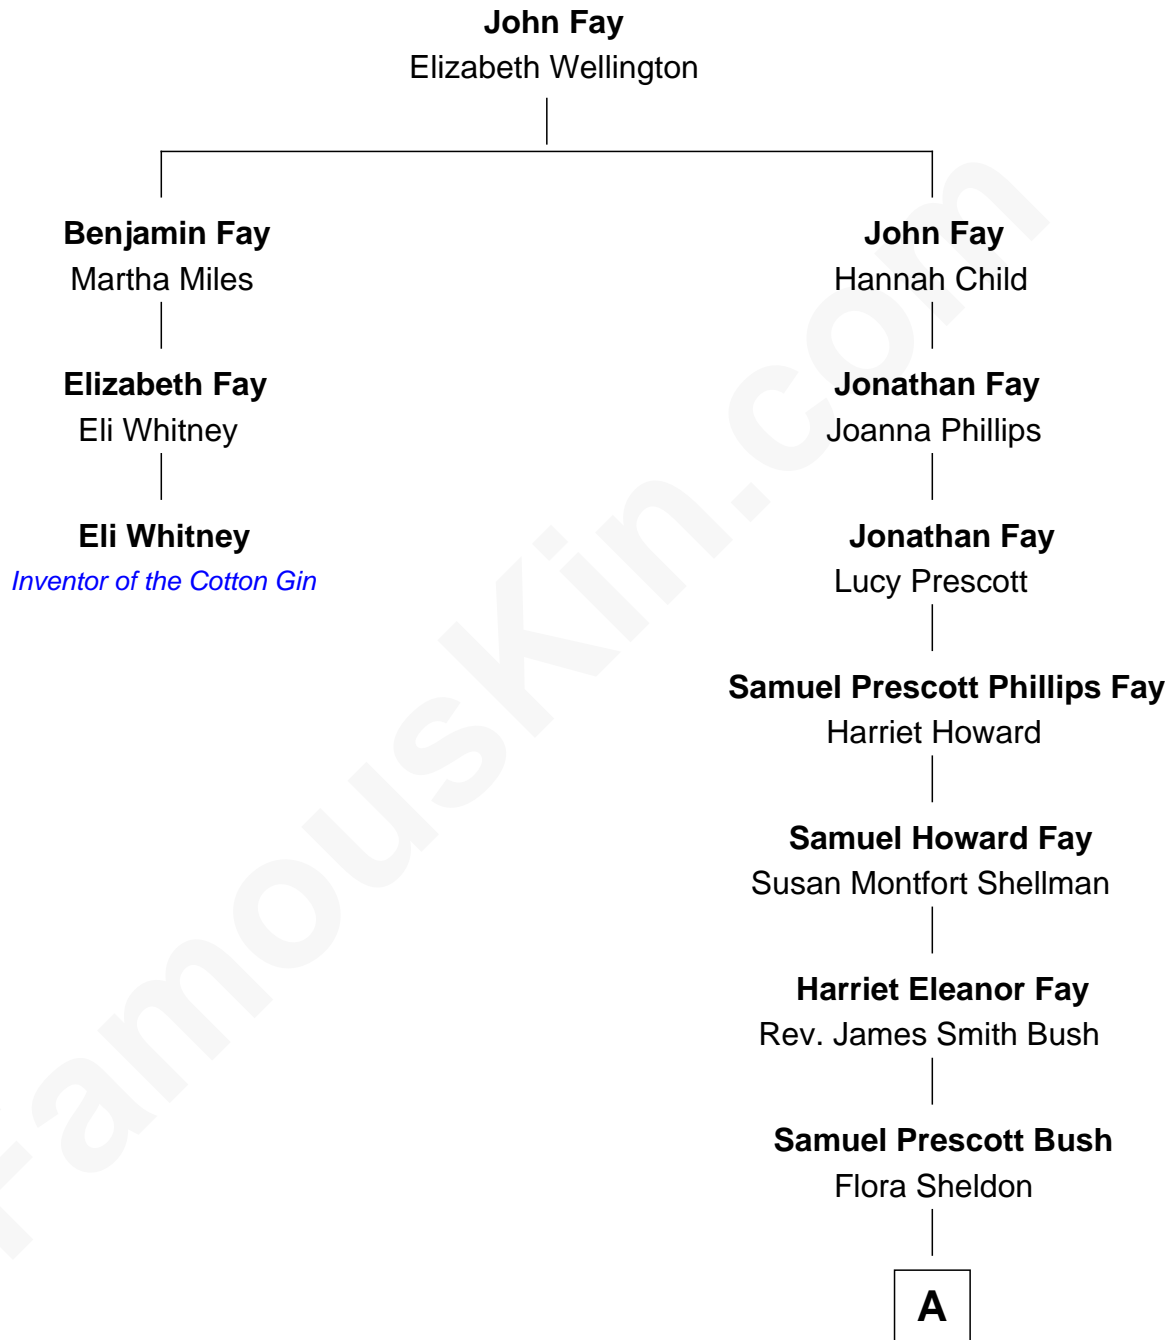 John Fay
Elizabeth Wellington
Benjamin Fay
Martha Miles
John Fay
Hannah Child
Elizabeth Fay
Eli Whitney
Jonathan Fay
Joanna Phillips
Eli Whitney
Inventor of the Cotton Gin
Jonathan Fay
Lucy Prescott
Samuel Prescott Phillips Fay
Harriet Howard
Samuel Howard Fay
Susan Montfort Shellman
Harriet Eleanor Fay
Rev. James Smith Bush
Samuel Prescott Bush
Flora Sheldon
A
FamousKin.com